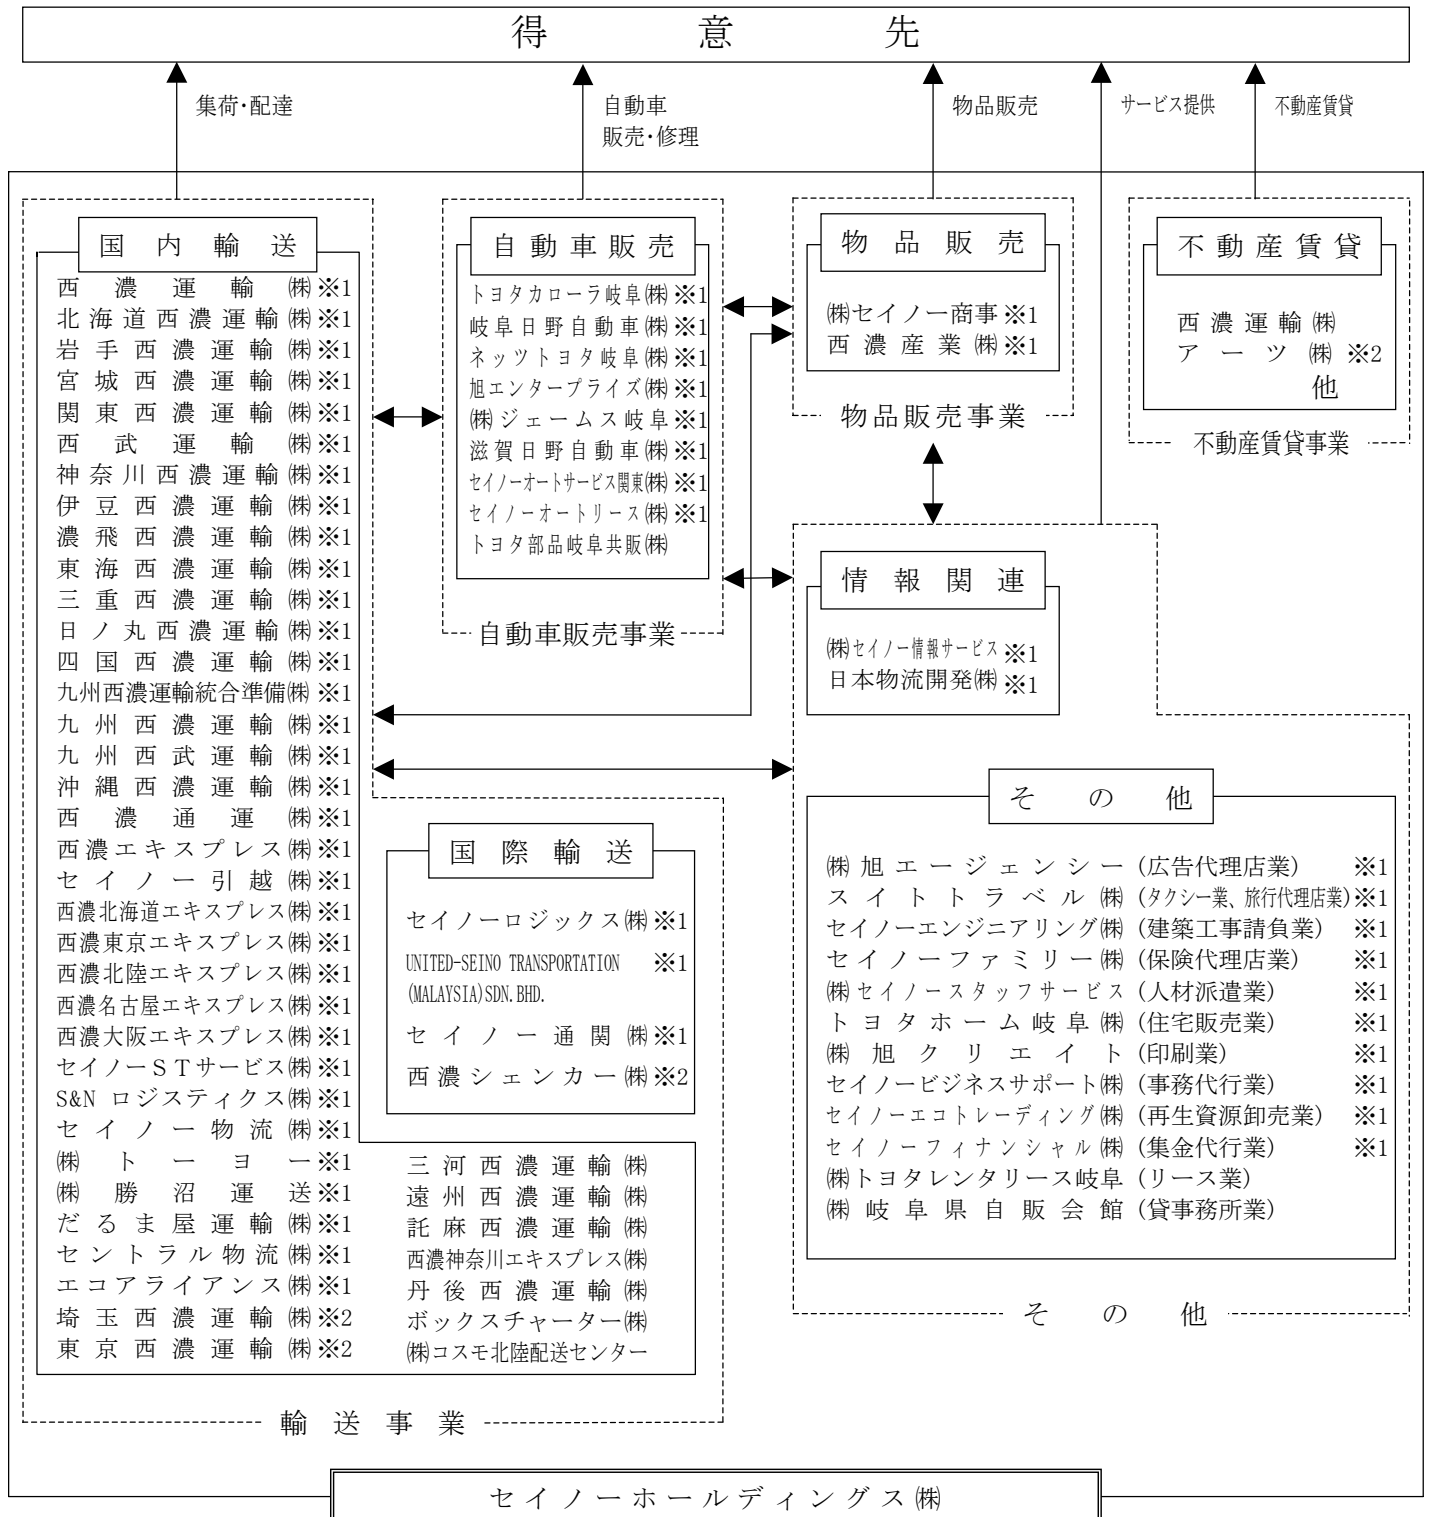 得意先
集荷・配達
自動車
販売・修理
物品販売
サービス提供
不動産賃貸
国内輸送
西濃運輸㈱※1
北海道西濃運輸㈱※1
岩手西濃運輸㈱※1
宮城西濃運輸㈱※1
関東西濃運輸㈱※1
西武運輸㈱※1
神奈川西濃運輸㈱※1
伊豆西濃運輸㈱※1
濃飛西濃運輸㈱※1
東海西濃運輸㈱※1
三重西濃運輸㈱※1
日ノ丸西濃運輸㈱※1
四国西濃運輸㈱※1
九州西濃運輸統合準備㈱※1
九州西濃運輸㈱※1
九州西武運輸㈱※1
沖縄西濃運輸㈱※1
西濃通運㈱※1
西濃エキスプレス㈱※1
セイノー引越㈱※1
西濃北海道エキスプレス㈱※1
西濃東京エキスプレス㈱※1
西濃北陸エキスプレス㈱※1
西濃名古屋エキスプレス㈱※1
西濃大阪エキスプレス㈱※1
セイノーSTサービス㈱※1
S&N ロジスティクス㈱※1
セイノー物流㈱※1
㈱トーヨー※1
㈱勝沼運送※1
だるま屋運輸㈱※1
セントラル物流㈱※1
エコアライアンス㈱※1
埼玉西濃運輸㈱※2
東京西濃運輸㈱※2
三河西濃運輸㈱
遠州西濃運輸㈱
託麻西濃運輸㈱
西濃神奈川エキスプレス㈱
丹後西濃運輸㈱
ボックスチャーター㈱
㈱コスモ北陸配送センター
国際輸送
セイノーロジックス㈱※1
UNITED-SEINO TRANSPORTATION ※1
(MALAYSIA)SDN.BHD.
セイノー通関㈱※1
西濃シェンカー㈱※2
輸送事業
自動車販売
トヨタカローラ岐阜㈱※1
岐阜日野自動車㈱※1
ネッツトヨタ岐阜㈱※1
旭エンタープライズ㈱※1
㈱ジェームス岐阜※1
滋賀日野自動車㈱※1
セイノーオートサービス関東㈱※1
セイノーオートリース㈱※1
トヨタ部品岐阜共販㈱
自動車販売事業
物品販売
㈱セイノー商事※1
西濃産業㈱※1
物品販売事業
不動産賃貸
西濃運輸㈱
アーツ㈱※2
他
不動産賃貸事業
情報関連
㈱セイノー情報サービス※1
日本物流開発㈱※1
その他
㈱旭エージェンシー(広告代理店業) ※1
スイトトラベル㈱(タクシー業、旅行代理店業)※1
セイノーエンジニアリング㈱(建築工事請負業) ※1
セイノーファミリー㈱(保険代理店業) ※1
㈱セイノースタッフサービス(人材派遣業) ※1
トヨタホーム岐阜㈱(住宅販売業) ※1
㈱旭クリエイト(印刷業) ※1
セイノービジネスサポート㈱(事務代行業) ※1
セイノーエコトレーディング㈱(再生資源卸売業) ※1
セイノーフィナンシャル㈱(集金代行業) ※1
㈱トヨタレンタリース岐阜(リース業)
㈱岐阜県自販会館(貸事務所業)
その他
セイノーホールディングス㈱